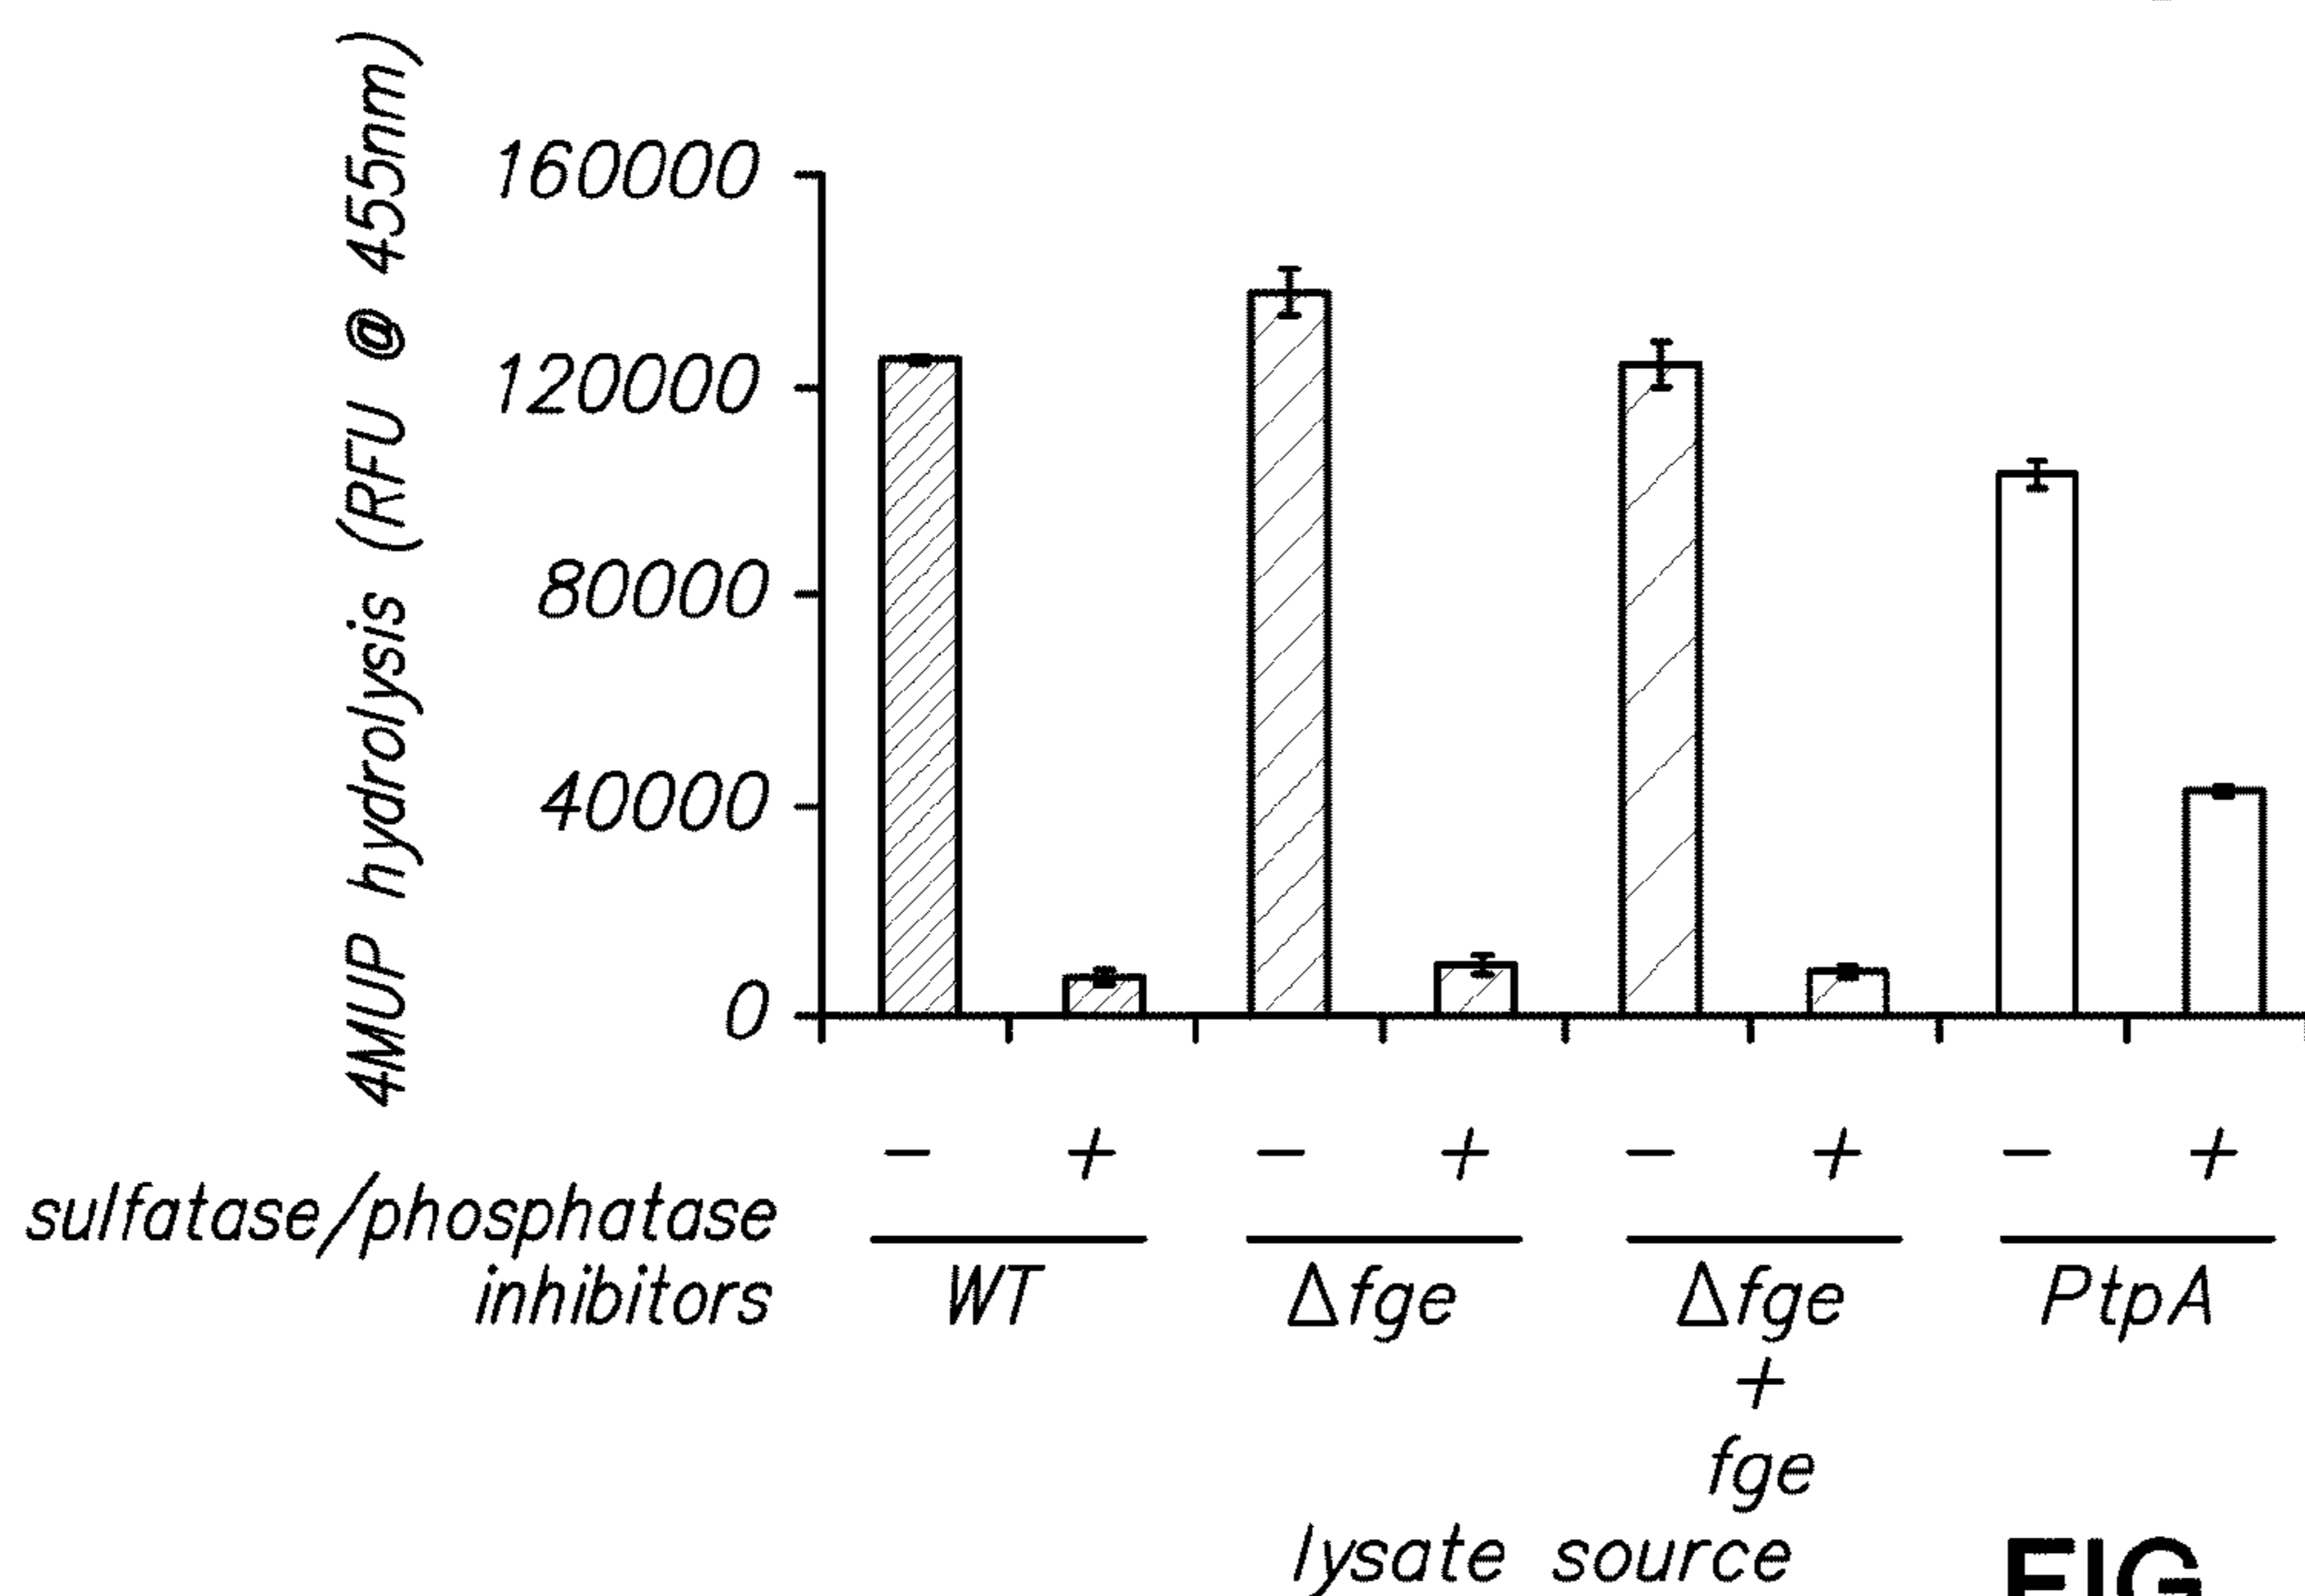 4MUP hydrolysis (RFU @ 455nm)
160000
120000
80000
40000
0
sulfatase/phosphatase
inhibitors
− + − + − + − +
WT Δfge Δfge PtpA
+
fge
lysate source
FIG